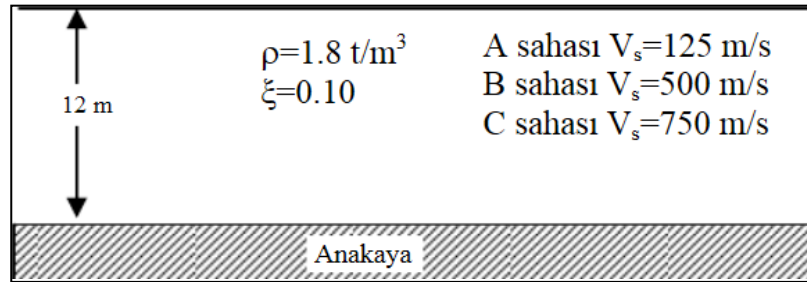 ρ=1.8 t/m³
ξ=0.10
A sahası Vₛ=125 m/s
B sahası Vₛ=500 m/s
C sahası Vₛ=750 m/s
12 m
Anakaya